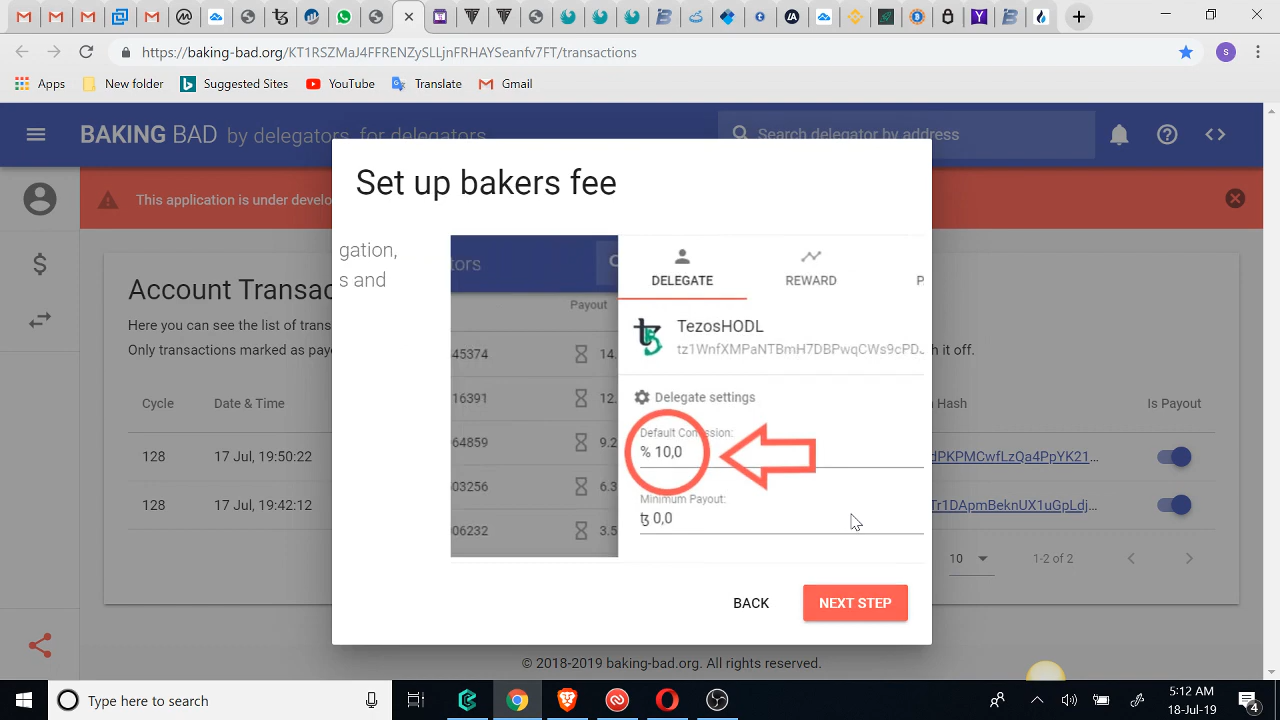 https://baking-bad.org/KT1RSZMaJ4FFRENZySLLjnFRHAYSeanfv7FT/transactions
S
Apps
New folder
Suggested Sites
YouTube
Translate
Gmail
BAKING BAD by delegators, for delegators
Search delegator by address
This application is under develo
Set up bakers fee
gation,
s and
tors
Payout
45374
14.
16391
12.
64859
9.2
03256
6.3
06232
3.5
DELEGATE
REWARD
P
TezosHODL
tz1WnfXMPaNTBmH7DBPwqCWs9cPDJ
Delegate settings
Default Comission:
% 10,0
Minimum Payout:
ꜩ 0,0
BACK
NEXT STEP
Account Transac
Here you can see the list of trans
Only transactions marked as payo
h it off.
Cycle
Date & Time
Hash
Is Payout
128
17 Jul, 19:50:22
dPKPMCwfLzQa4PpYK21...
128
17 Jul, 19:42:12
Tr1DApmBeknUX1uGpLdj...
10
1-2 of 2
© 2018-2019 baking-bad.org. All rights reserved.
Type here to search
5:12 AM
18-Jul-19
4